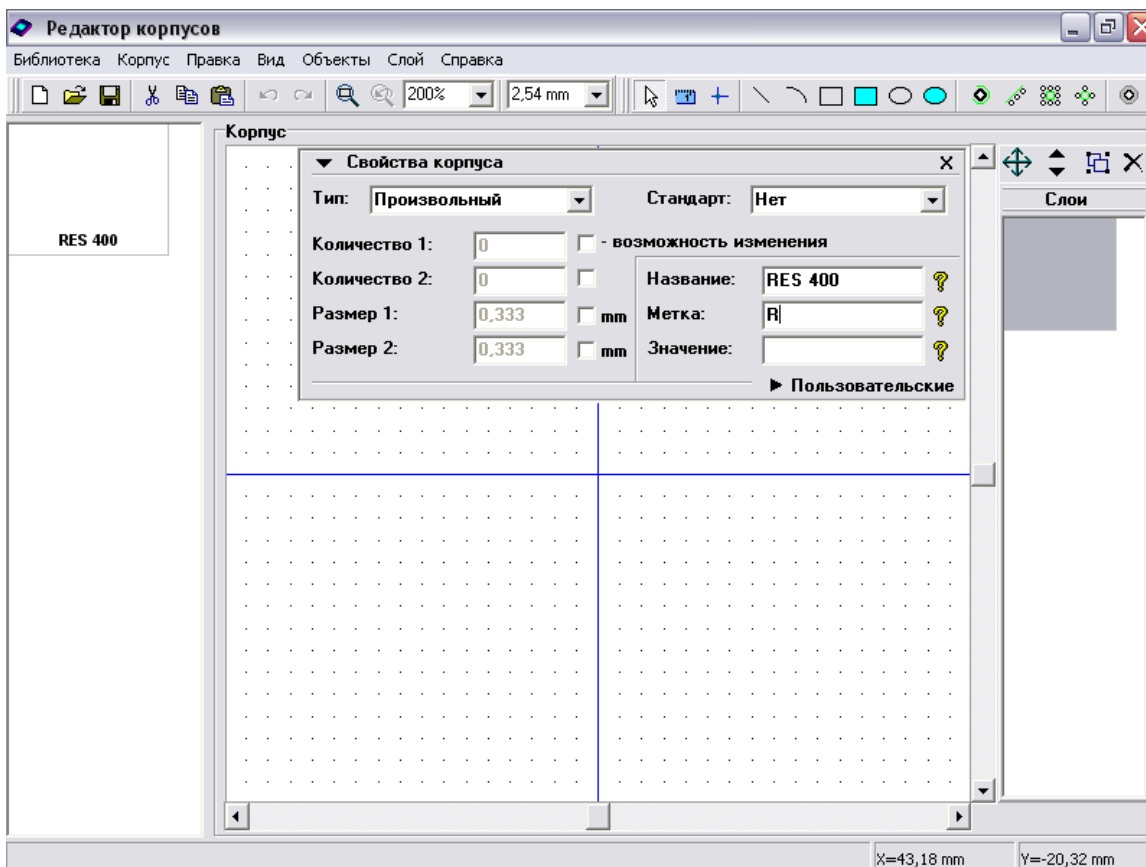 Редактор корпусов
Библиотека Корпус Правка Вид Объекты Слой Справка
200% 2,54 mm
RES 400
Корпус
Свойства корпуса
Тип: Произвольный Стандарт: Нет
Количество 1: 0 - возможность изменения
Количество 2: 0 Название: RES 400 ?
Размер 1: 0,333 mm Метка: R ?
Размер 2: 0,333 mm Значение: ?
Пользовательские
Слои
X=43,18 mm Y=-20,32 mm